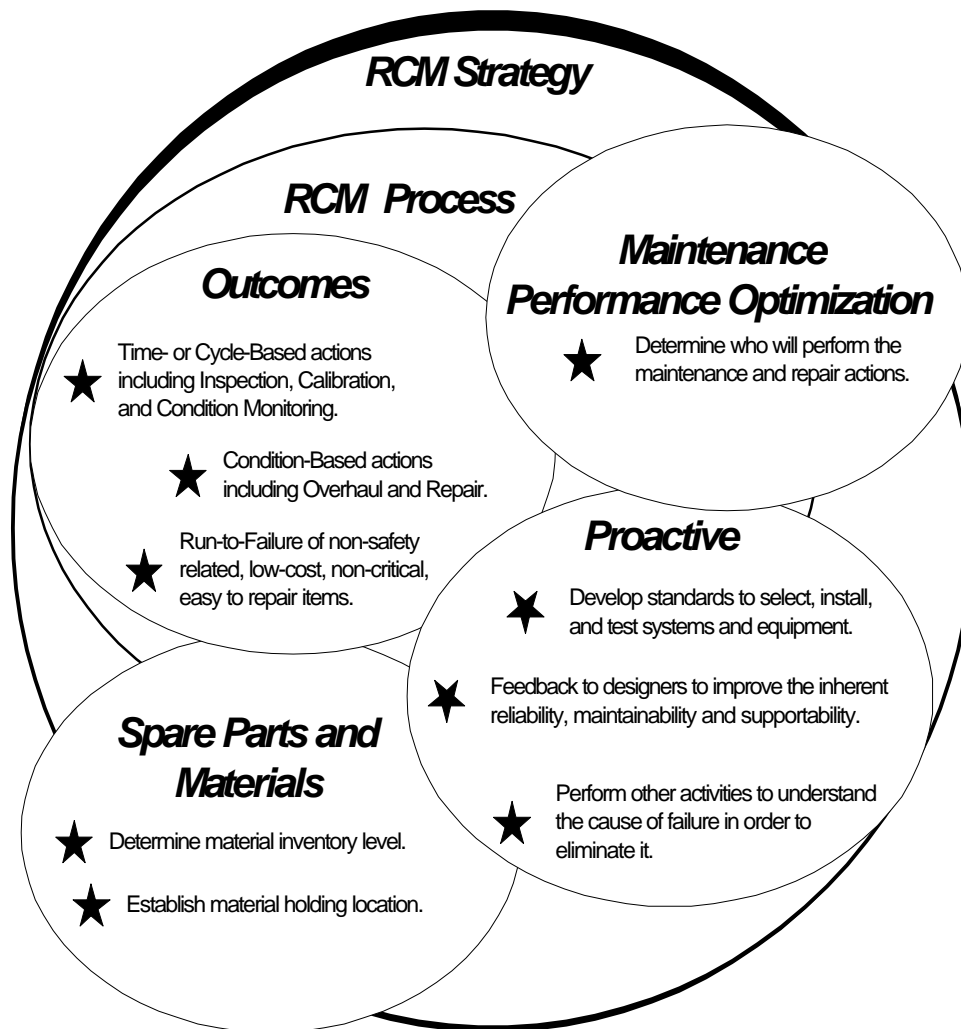 RCM Strategy
RCM Process
Outcomes
Time- or Cycle-Based actions
including Inspection, Calibration,
and Condition Monitoring.
Condition-Based actions
including Overhaul and Repair.
Run-to-Failure of non-safety
related, low-cost, non-critical,
easy to repair items.
Maintenance
Performance Optimization
Determine who will perform the
maintenance and repair actions.
Proactive
Develop standards to select, install,
and test systems and equipment.
Feedback to designers to improve the inherent
reliability, maintainability and supportability.
Perform other activities to understand
the cause of failure in order to
eliminate it.
Spare Parts and
Materials
Determine material inventory level.
Establish material holding location.